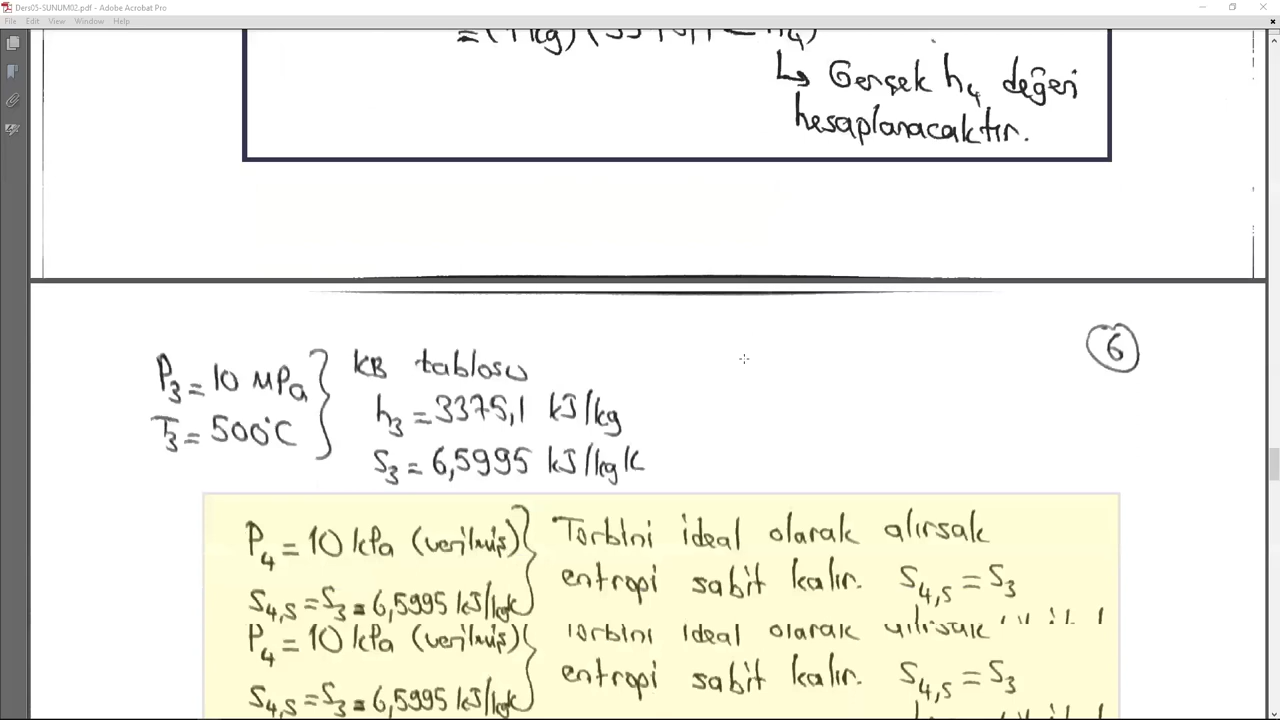 Ders05-SUNUM02.pdf - Adobe Acrobat Pro
File Edit View Window Help
↳ Gerçek h4 değeri
hesaplanacaktır.
6
P3 = 10 MPa
T3 = 500°C
KB tablosu
h3 = 3375,1 kJ/kg
S3 = 6,5995 kJ/kgK
P4 = 10 kPa (verilmiş)
S4,s = S3 = 6,5995 kJ/kgK
Türbini ideal olarak alırsak
entropi sabit kalır. S4,s = S3
P4 = 10 kPa (verilmiş)
S4,s = S3 = 6,5995 kJ/kgK
Türbini ideal olarak alırsak
entropi sabit kalır. S4,s = S3